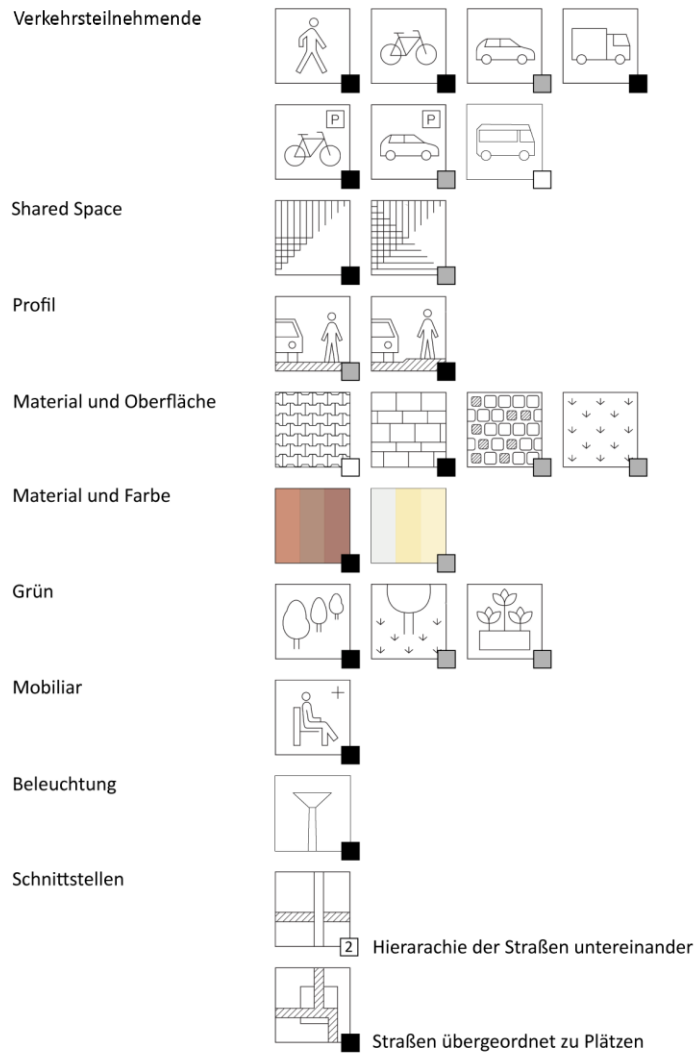 Verkehrsteilnehmende
P
P
Shared Space
Profil
Material und Oberfläche
Material und Farbe
Grün
Mobiliar
Beleuchtung
Schnittstellen
2 Hierarachie der Straßen untereinander
Straßen übergeordnet zu Plätzen